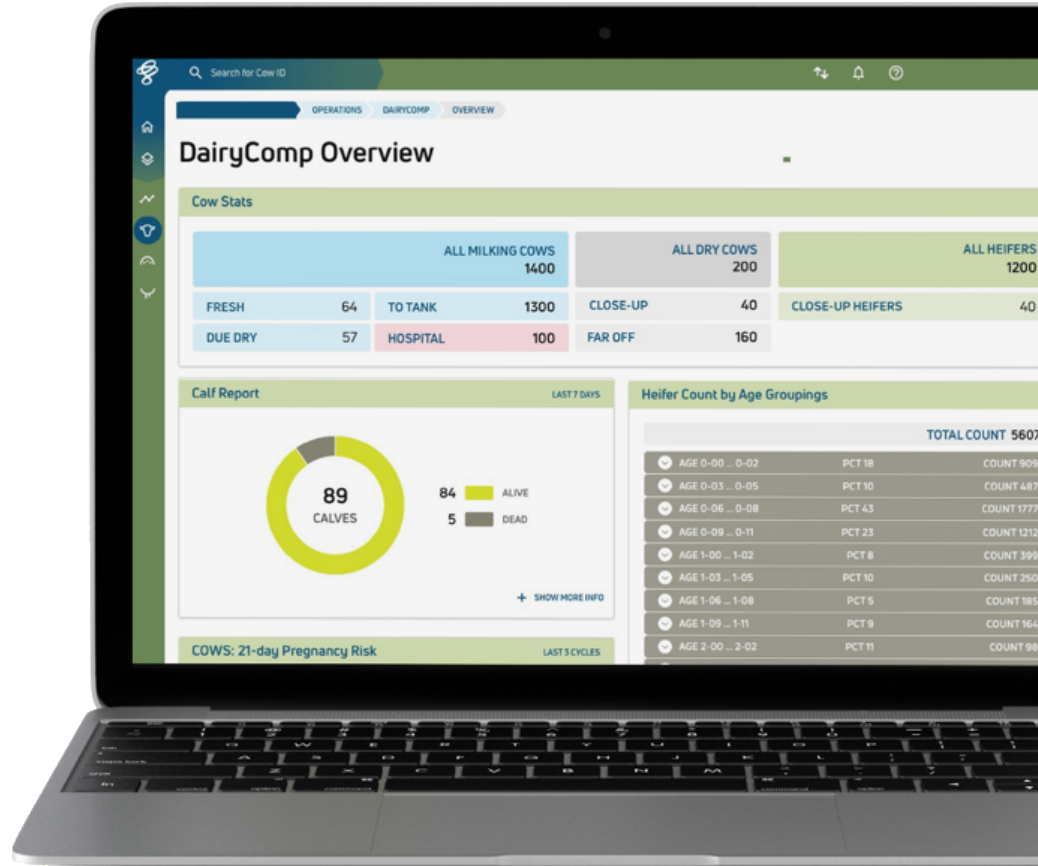 Search for Cow ID
OPERATIONS DAIRYCOMP OVERVIEW
DairyComp Overview
Cow Stats
ALL MILKING COWS
1400
ALL DRY COWS
200
ALL HEIFERS
1200
FRESH 64 TO TANK 1300 CLOSE-UP 40 CLOSE-UP HEIFERS 40
DUE DRY 57 HOSPITAL 100 FAR OFF 160
Calf Report LAST 7 DAYS
89
CALVES
84 ALIVE
5 DEAD
+ SHOW MORE INFO
COWS: 21-day Pregnancy Risk LAST 3 CYCLES
Heifer Count by Age Groupings
TOTAL COUNT 5607
AGE 0-00 ... 0-02 PCT 18 COUNT 909
AGE 0-03 ... 0-05 PCT 10 COUNT 487
AGE 0-06 ... 0-08 PCT 43 COUNT 1777
AGE 0-09 ... 0-11 PCT 23 COUNT 1212
AGE 1-00 ... 1-02 PCT 8 COUNT 399
AGE 1-03 ... 1-05 PCT 10 COUNT 250
AGE 1-06 ... 1-08 PCT 5 COUNT 185
AGE 1-09 ... 1-11 PCT 9 COUNT 164
AGE 2-00 ... 2-02 PCT 11 COUNT 98
Q W E R T Y U I O P
A S D F G H J K L
Z X C V B N M
fn control option command command option